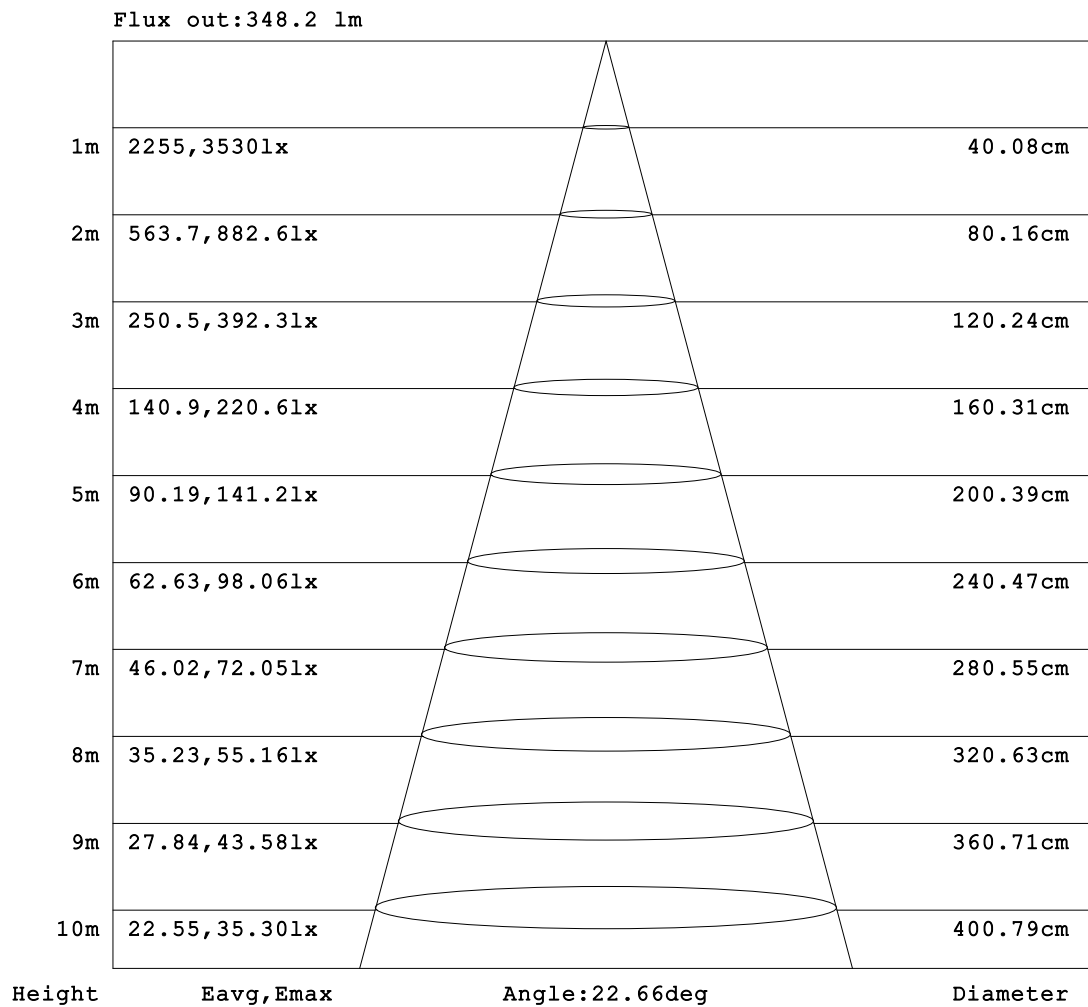 Flux out:348.2 lm
1m 2255,3530lx 40.08cm
2m 563.7,882.6lx 80.16cm
3m 250.5,392.3lx 120.24cm
4m 140.9,220.6lx 160.31cm
5m 90.19,141.2lx 200.39cm
6m 62.63,98.06lx 240.47cm
7m 46.02,72.05lx 280.55cm
8m 35.23,55.16lx 320.63cm
9m 27.84,43.58lx 360.71cm
10m 22.55,35.30lx 400.79cm
Height Eavg,Emax Angle:22.66deg Diameter